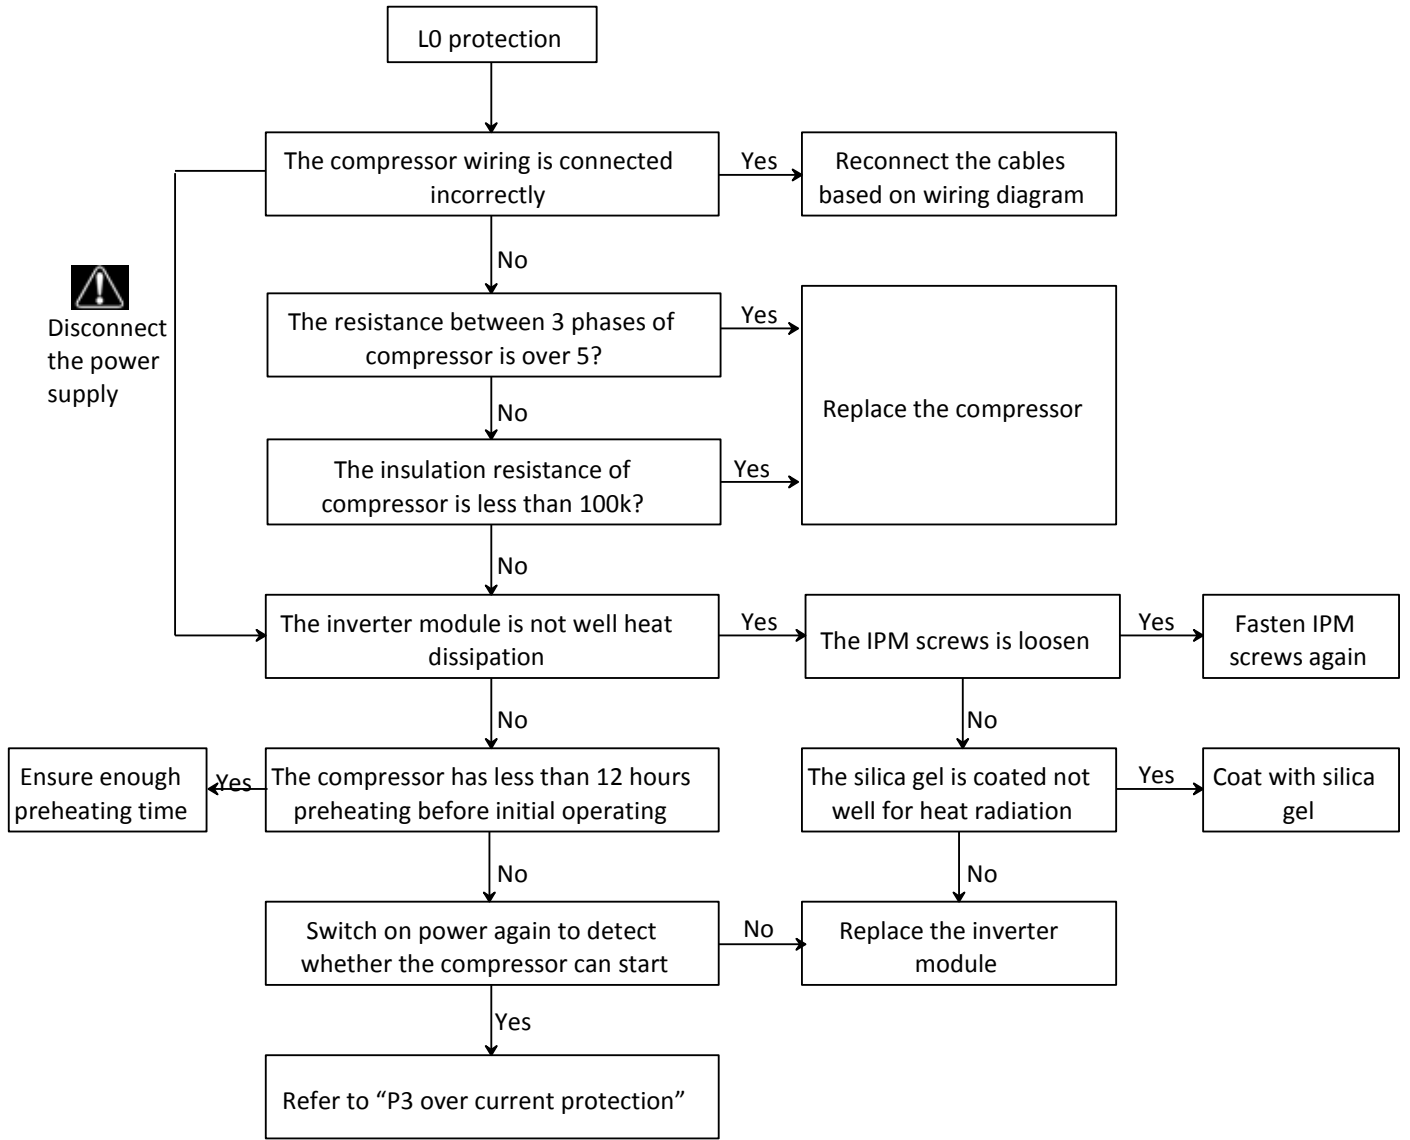 L0 protection
The compressor wiring is connected
incorrectly
Yes
Reconnect the cables
based on wiring diagram
No
Disconnect
the power
supply
The resistance between 3 phases of
compressor is over 5?
Yes
Replace the compressor
No
The insulation resistance of
compressor is less than 100k?
Yes
No
The inverter module is not well heat
dissipation
Yes
The IPM screws is loosen
Yes
Fasten IPM
screws again
No
No
Ensure enough
preheating time
Yes
The compressor has less than 12 hours
preheating before initial operating
The silica gel is coated not
well for heat radiation
Yes
Coat with silica
gel
No
No
Switch on power again to detect
whether the compressor can start
No
Replace the inverter
module
Yes
Refer to “P3 over current protection”